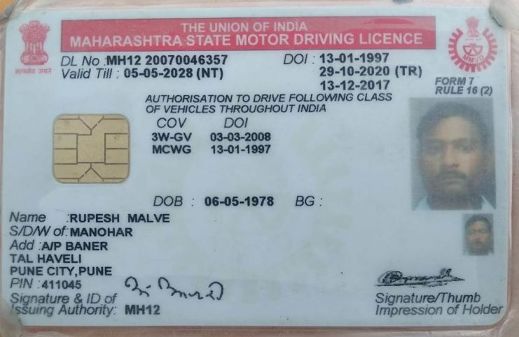 THE UNION OF INDIA
MAHARASHTRA STATE MOTOR DRIVING LICENCE
DL No :MH12 20070046357 DOI : 13-01-1997
Valid Till : 05-05-2028 (NT) 29-10-2020 (TR)
13-12-2017
FORM 7
RULE 16 (2)
AUTHORISATION TO DRIVE FOLLOWING CLASS
OF VEHICLES THROUGHOUT INDIA
COV DOI
3W-GV 03-03-2008
MCWG 13-01-1997
DOB : 06-05-1978 BG :
Name :RUPESH MALVE
S/D/W of :MANOHAR
Add :A/P BANER
TAL HAVELI
PUNE CITY,PUNE
PIN :411045
Signature & ID of
Issuing Authority: MH12
Signature/Thumb
Impression of Holder